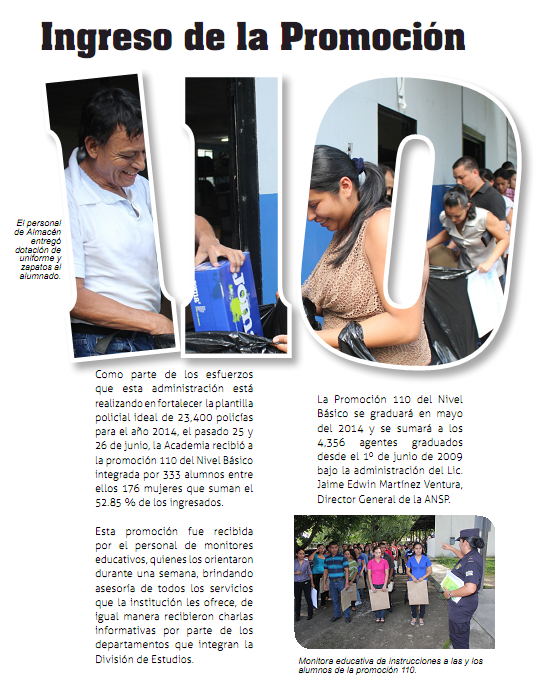 Ingreso de la Promoción
110
El personal
de Almacén
entregó
dotación de
uniforme y
zapatos al
alumnado.
Como parte de los esfuerzos
que esta administración está
realizando en fortalecer la plantilla
policial ideal de 23,400 policías
para el año 2014, el pasado 25 y
26 de junio, la Academia recibió a
la promoción 110 del Nivel Básico
integrada por 333 alumnos entre
ellos 176 mujeres que suman el
52.85 % de los ingresados.
Esta promoción fue recibida
por el personal de monitores
educativos, quienes los orientaron
durante una semana, brindando
asesoría de todos los servicios
que la institución les ofrece, de
igual manera recibieron charlas
informativas por parte de los
departamentos que integran la
División de Estudios.
La Promoción 110 del Nivel
Básico se graduará en mayo
del 2014 y se sumará a los
4,356 agentes graduados
desde el 1º de junio de 2009
bajo la administración del Lic.
Jaime Edwin Martínez Ventura,
Director General de la ANSP.
Monitora educativa de instrucciones a las y los
alumnos de la promoción 110.